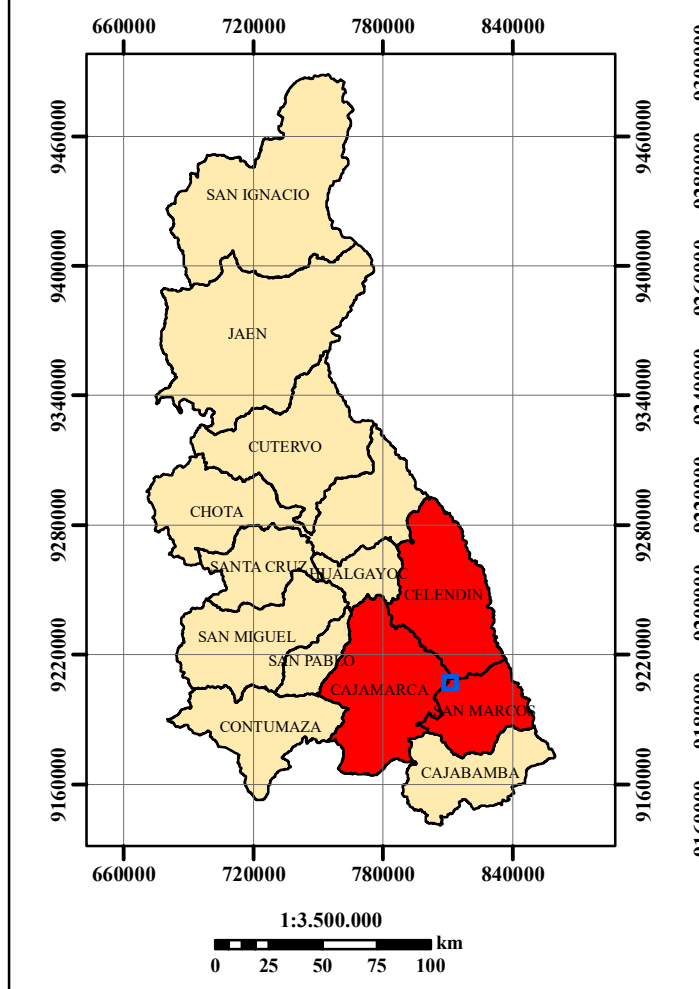 660000 720000 780000 840000
9460000 9460000
9400000 9400000
9340000 9340000
9280000 9280000
9220000 9220000
9160000 9160000
SAN IGNACIO
JAEN
CUTERVO
CHOTA
SANTA CRUZ
HUALGAYOC
CELENDIN
SAN MIGUEL
SAN PABLO
CAJAMARCA
SAN MARCOS
CONTUMAZA
CAJABAMBA
660000 720000 780000 840000
1:3.500.000
km
0 25 50 75 100